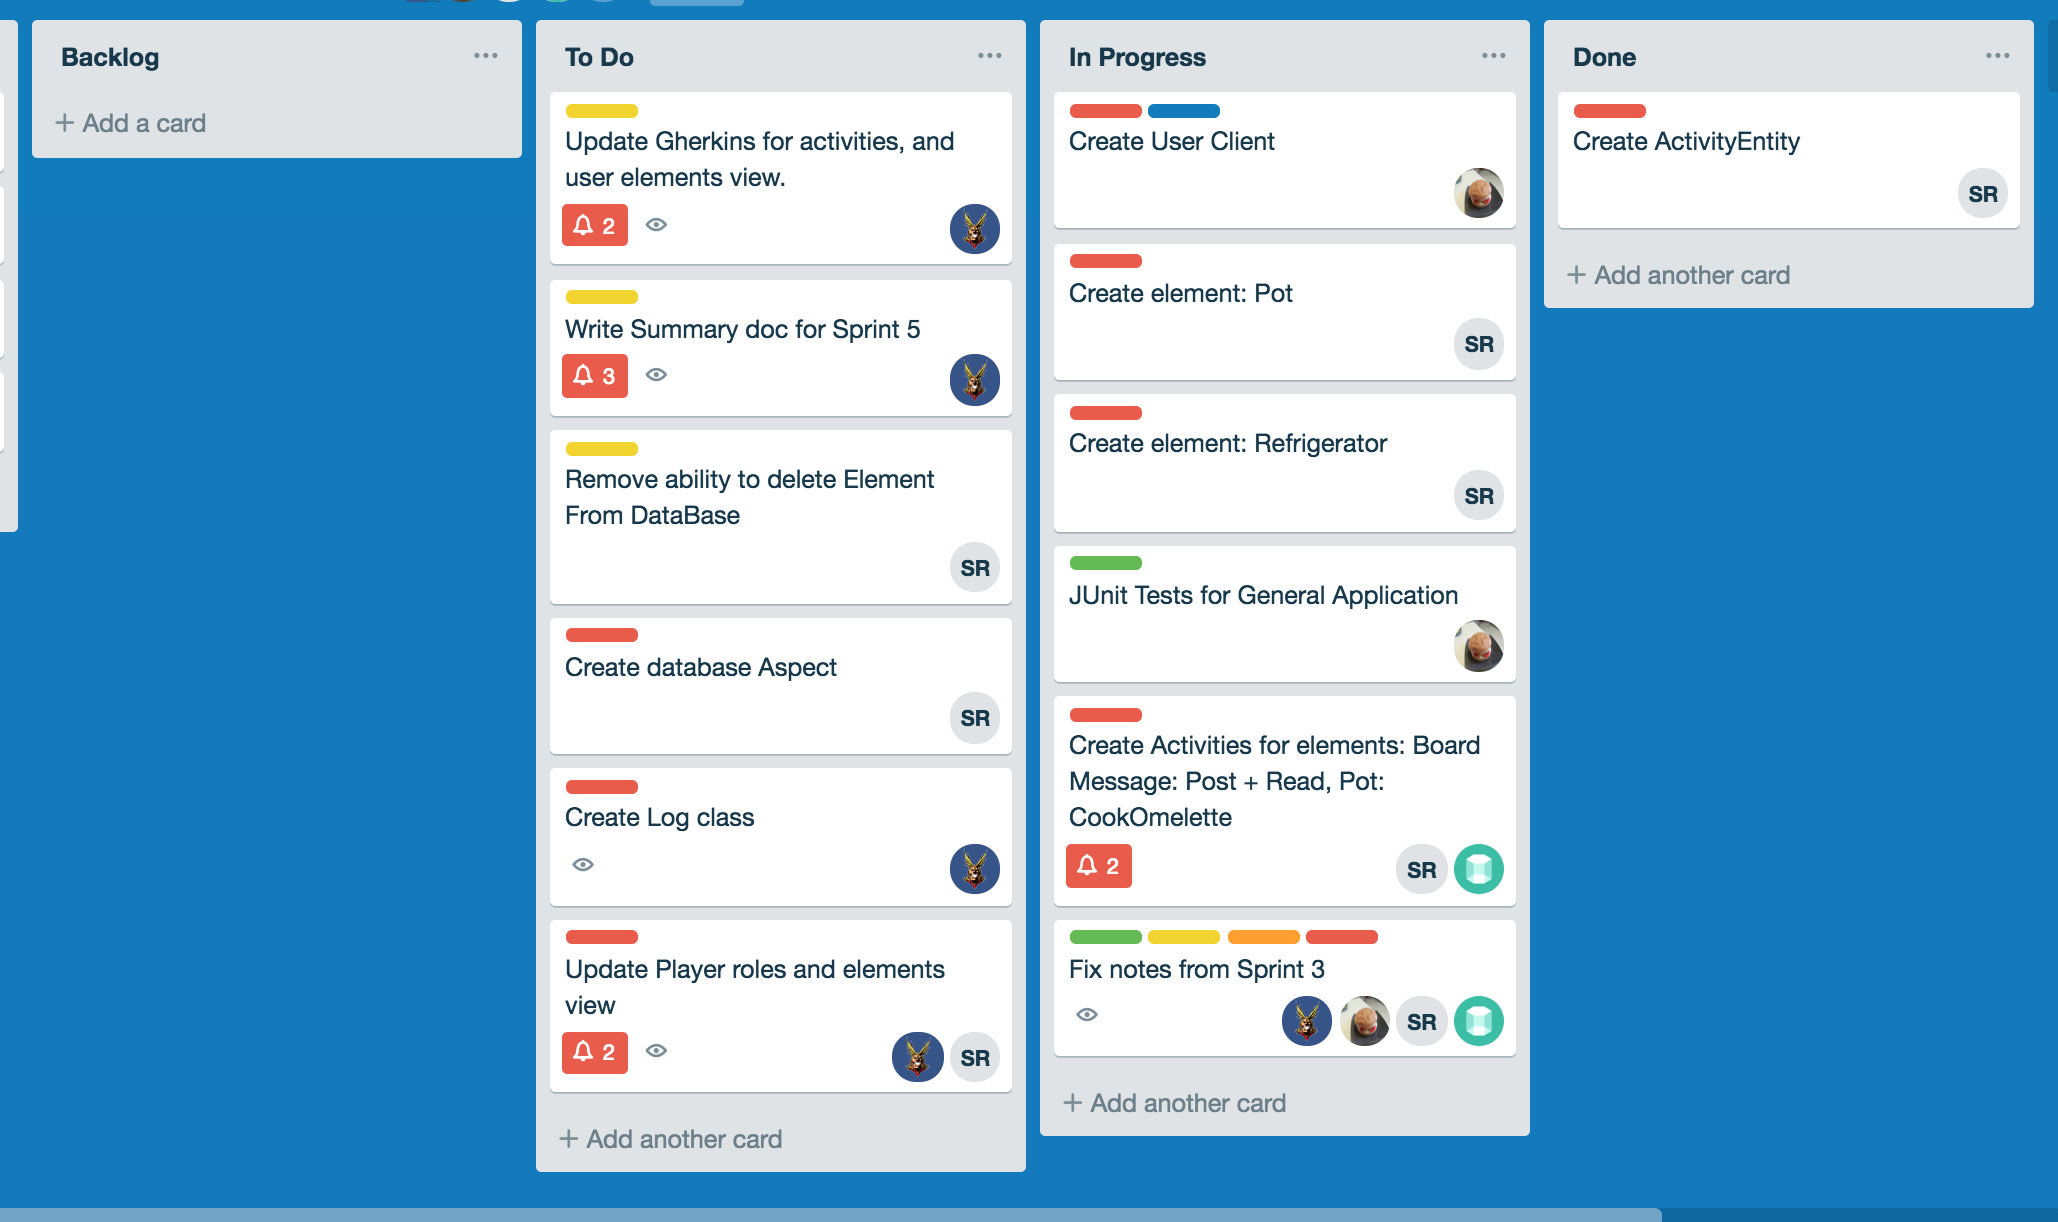 Backlog
+ Add a card
To Do
Update Gherkins for activities, and
user elements view.
2
Write Summary doc for Sprint 5
3
Remove ability to delete Element
From DataBase
SR
Create database Aspect
SR
Create Log class
Update Player roles and elements
view
2
SR
+ Add another card
In Progress
Create User Client
Create element: Pot
SR
Create element: Refrigerator
SR
JUnit Tests for General Application
Create Activities for elements: Board
Message: Post + Read, Pot:
CookOmelette
2
SR
Fix notes from Sprint 3
SR
+ Add another card
Done
Create ActivityEntity
SR
+ Add another card